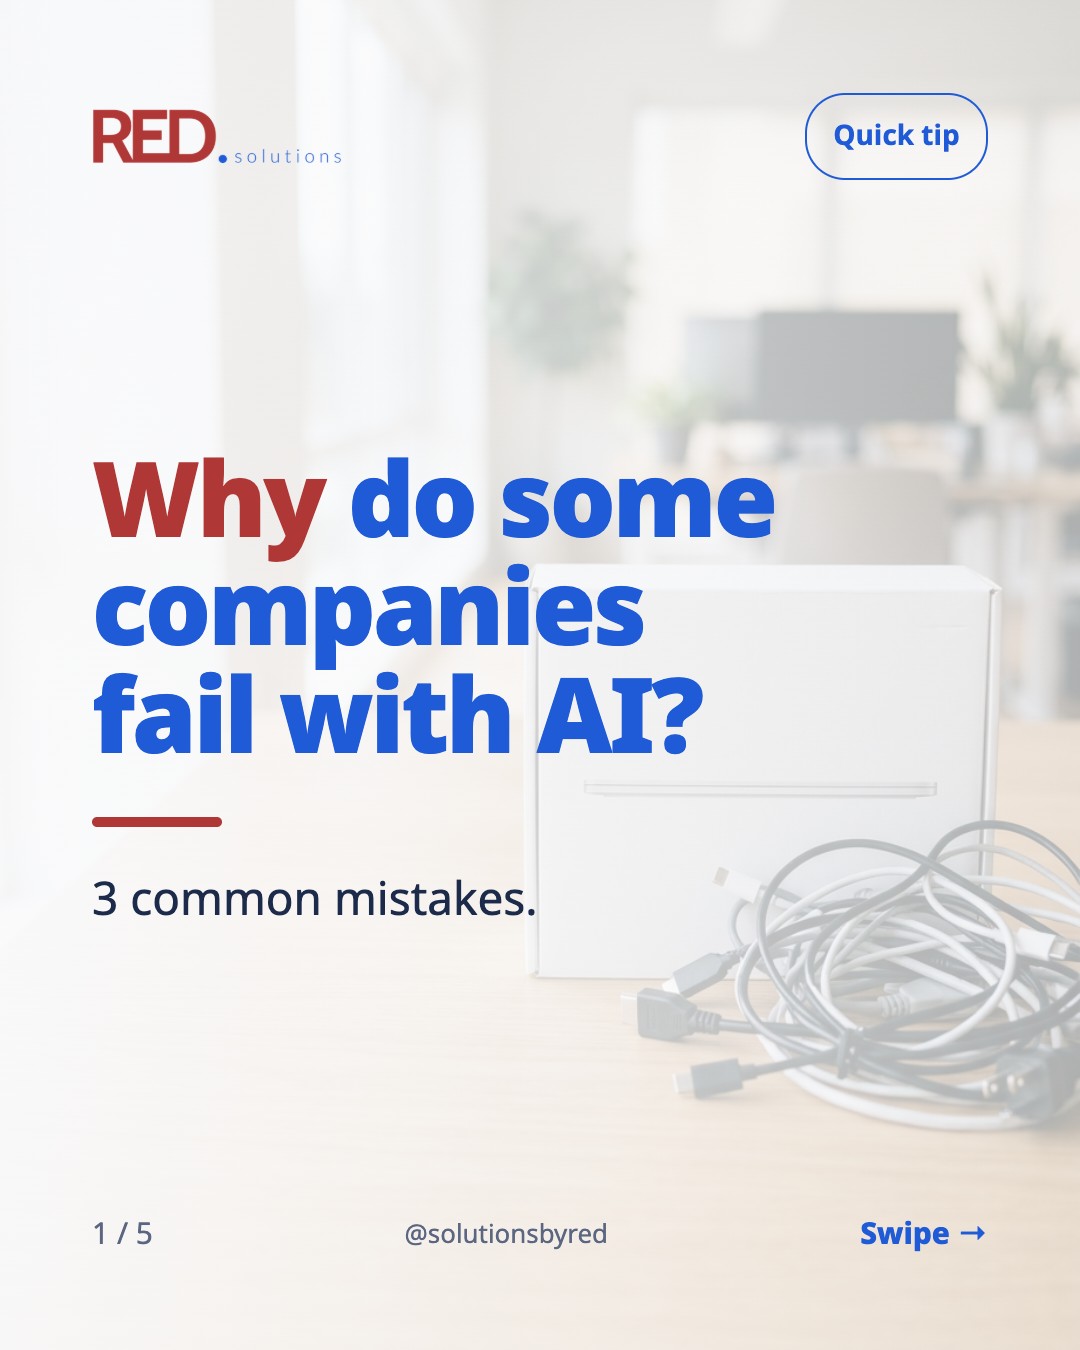 RED.solutions
Quick tip
Why do some
companies
fail with AI?
3 common mistakes.
1 / 5
@solutionsbyred
Swipe →